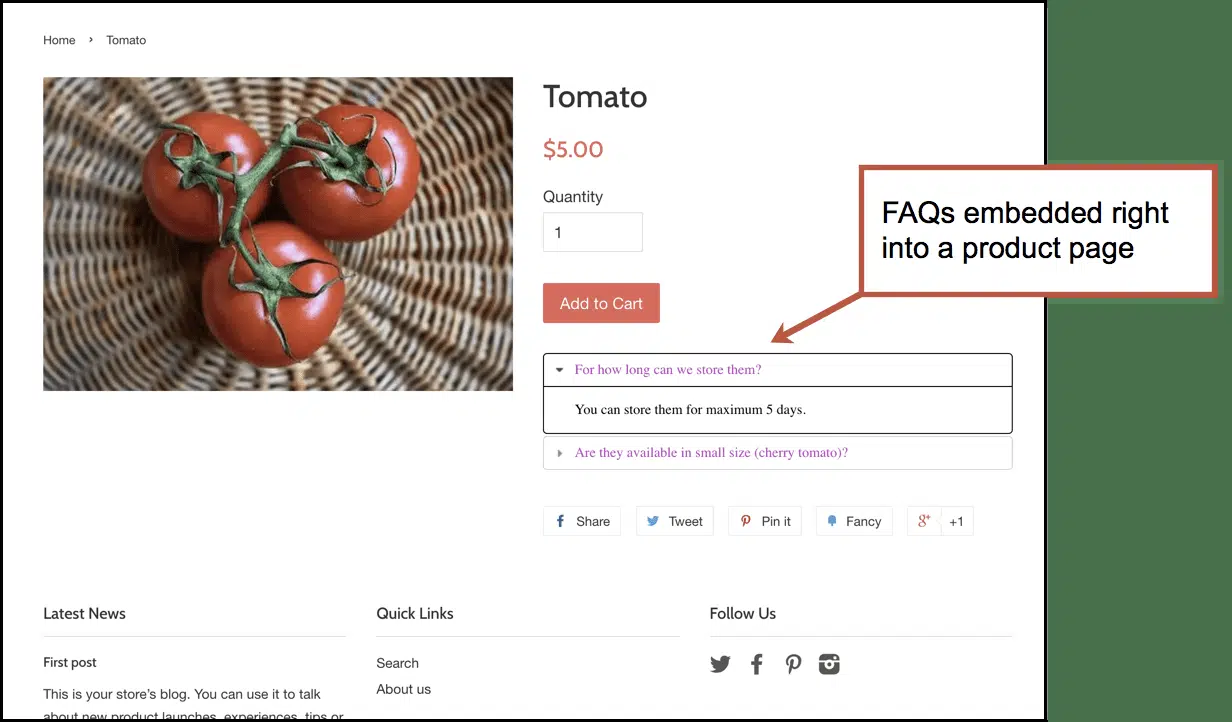 Home › Tomato
Tomato
$5.00
Quantity
1
Add to Cart
FAQs embedded right
into a product page
For how long can we store them?
You can store them for maximum 5 days.
Are they available in small size (cherry tomato)?
Share
Tweet
Pin it
Fancy
g+ +1
Latest News
First post
This is your store’s blog. You can use it to talk
about new product launches, experiences, tips or
Quick Links
Search
About us
Follow Us